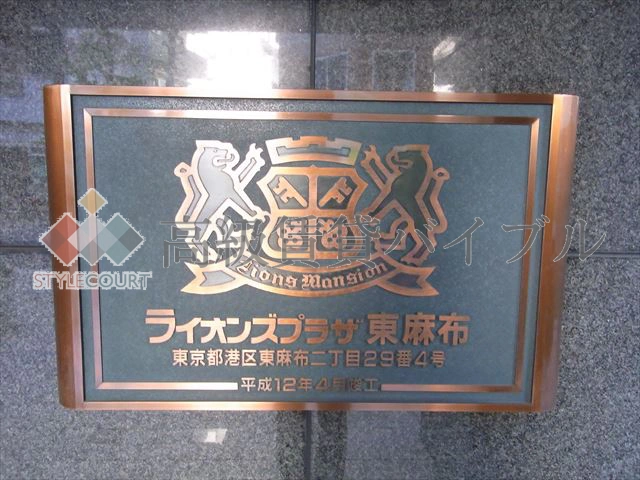 高級賃貸バイブル
STYLECOURT
Lions Mansion
ライオンズプラザ東麻布
東京都港区東麻布二丁目29番4号
平成12年4月竣工